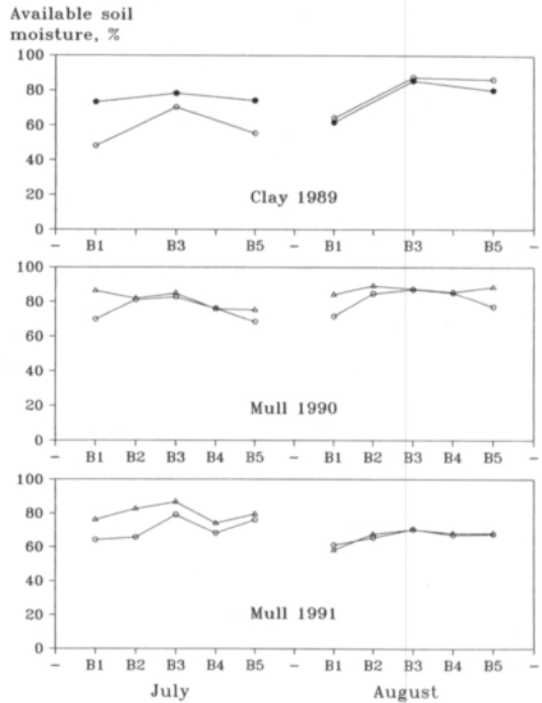 Available soil
moisture, %
100
80
60
40
20
0
Clay 1989
– B1 B3 B5 – B1 B3 B5 –
100
80
60
40
20
0
Mull 1990
– B1 B2 B3 B4 B5 – B1 B2 B3 B4 B5 –
100
80
60
40
20
0
Mull 1991
– B1 B2 B3 B4 B5 – B1 B2 B3 B4 B5 –
July August